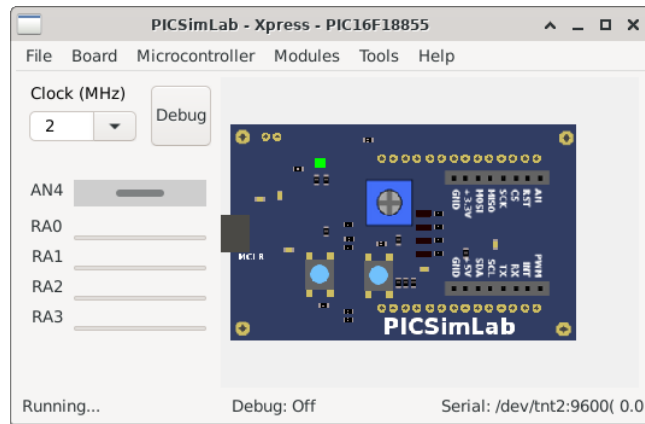 PICSimLab - Xpress - PIC16F18855
File Board Microcontroller Modules Tools Help
Clock (MHz)
2
Debug
AN4
RA0
RA1
RA2
RA3
MCLR
GND +3.3V MOSI MISO SCK CS RST AN
GND +5V SDA SCL TX RX INT PWM
PICSimLab
Running...
Debug: Off
Serial: /dev/tnt2:9600( 0.0